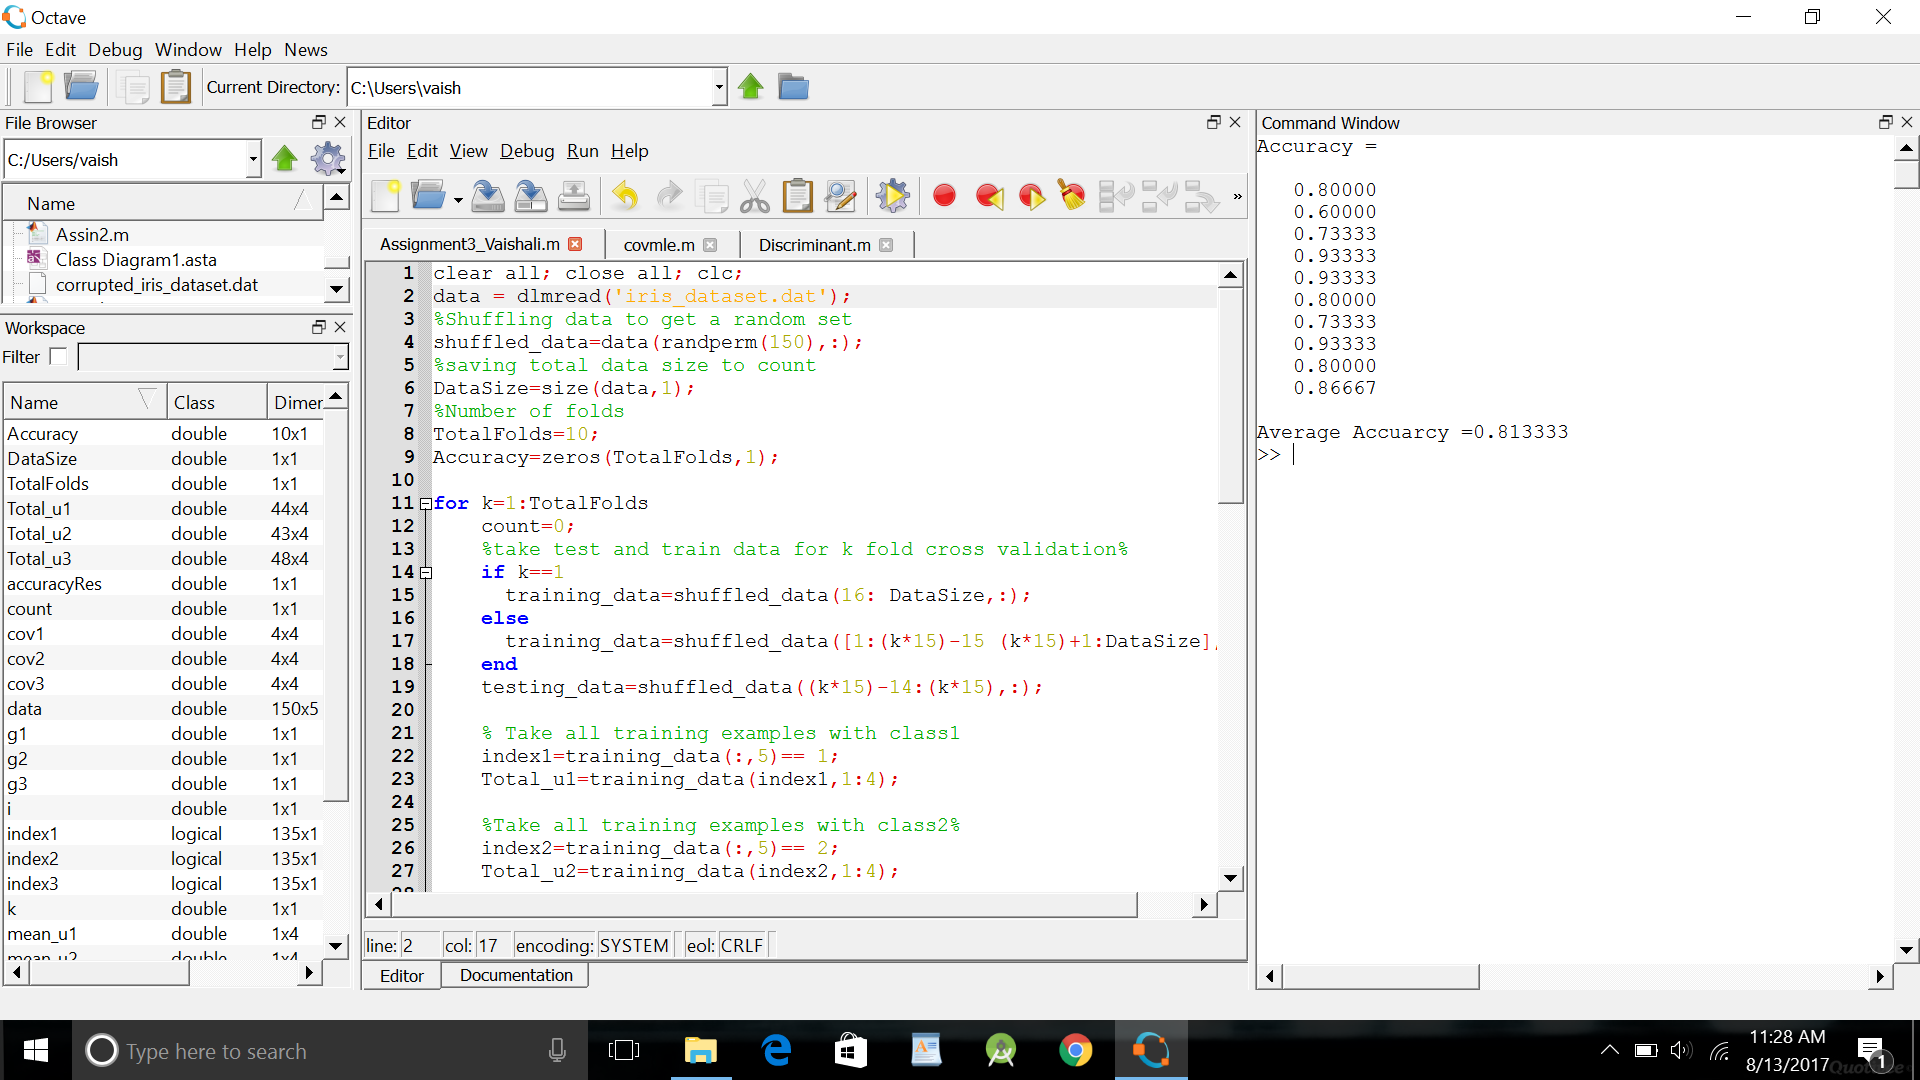 Octave
File Edit Debug Window Help News
Current Directory: C:\Users\vaish
File Browser
C:/Users/vaish
Name
Assin2.m
Class Diagram1.asta
corrupted_iris_dataset.dat
Workspace
Filter
Name Class Dimen
Accuracy double 10x1
DataSize double 1x1
TotalFolds double 1x1
Total_u1 double 44x4
Total_u2 double 43x4
Total_u3 double 48x4
accuracyRes double 1x1
count double 1x1
cov1 double 4x4
cov2 double 4x4
cov3 double 4x4
data double 150x5
g1 double 1x1
g2 double 1x1
g3 double 1x1
i double 1x1
index1 logical 135x1
index2 logical 135x1
index3 logical 135x1
k double 1x1
mean_u1 double 1x4
mean_u2 double 1x4
Editor
File Edit View Debug Run Help
Assignment3_Vaishali.m covmle.m Discriminant.m
1 clear all; close all; clc;
2 data = dlmread('iris_dataset.dat');
3 %Shuffling data to get a random set
4 shuffled_data=data(randperm(150),:);
5 %saving total data size to count
6 DataSize=size(data,1);
7 %Number of folds
8 TotalFolds=10;
9 Accuracy=zeros(TotalFolds,1);
10
11 for k=1:TotalFolds
12 count=0;
13 %take test and train data for k fold cross validation%
14 if k==1
15 training_data=shuffled_data(16: DataSize,:);
16 else
17 training_data=shuffled_data([1:(k*15)-15 (k*15)+1:DataSize],
18 end
19 testing_data=shuffled_data((k*15)-14:(k*15),:);
20
21 % Take all training examples with class1
22 index1=training_data(:,5)== 1;
23 Total_u1=training_data(index1,1:4);
24
25 %Take all training examples with class2%
26 index2=training_data(:,5)== 2;
27 Total_u2=training_data(index2,1:4);
28
line: 2 col: 17 encoding: SYSTEM eol: CRLF
Editor Documentation
Command Window
Accuracy =
0.80000
0.60000
0.73333
0.93333
0.93333
0.80000
0.73333
0.93333
0.80000
0.86667
Average Accuarcy =0.813333
>>
Type here to search
11:28 AM
8/13/2017
1